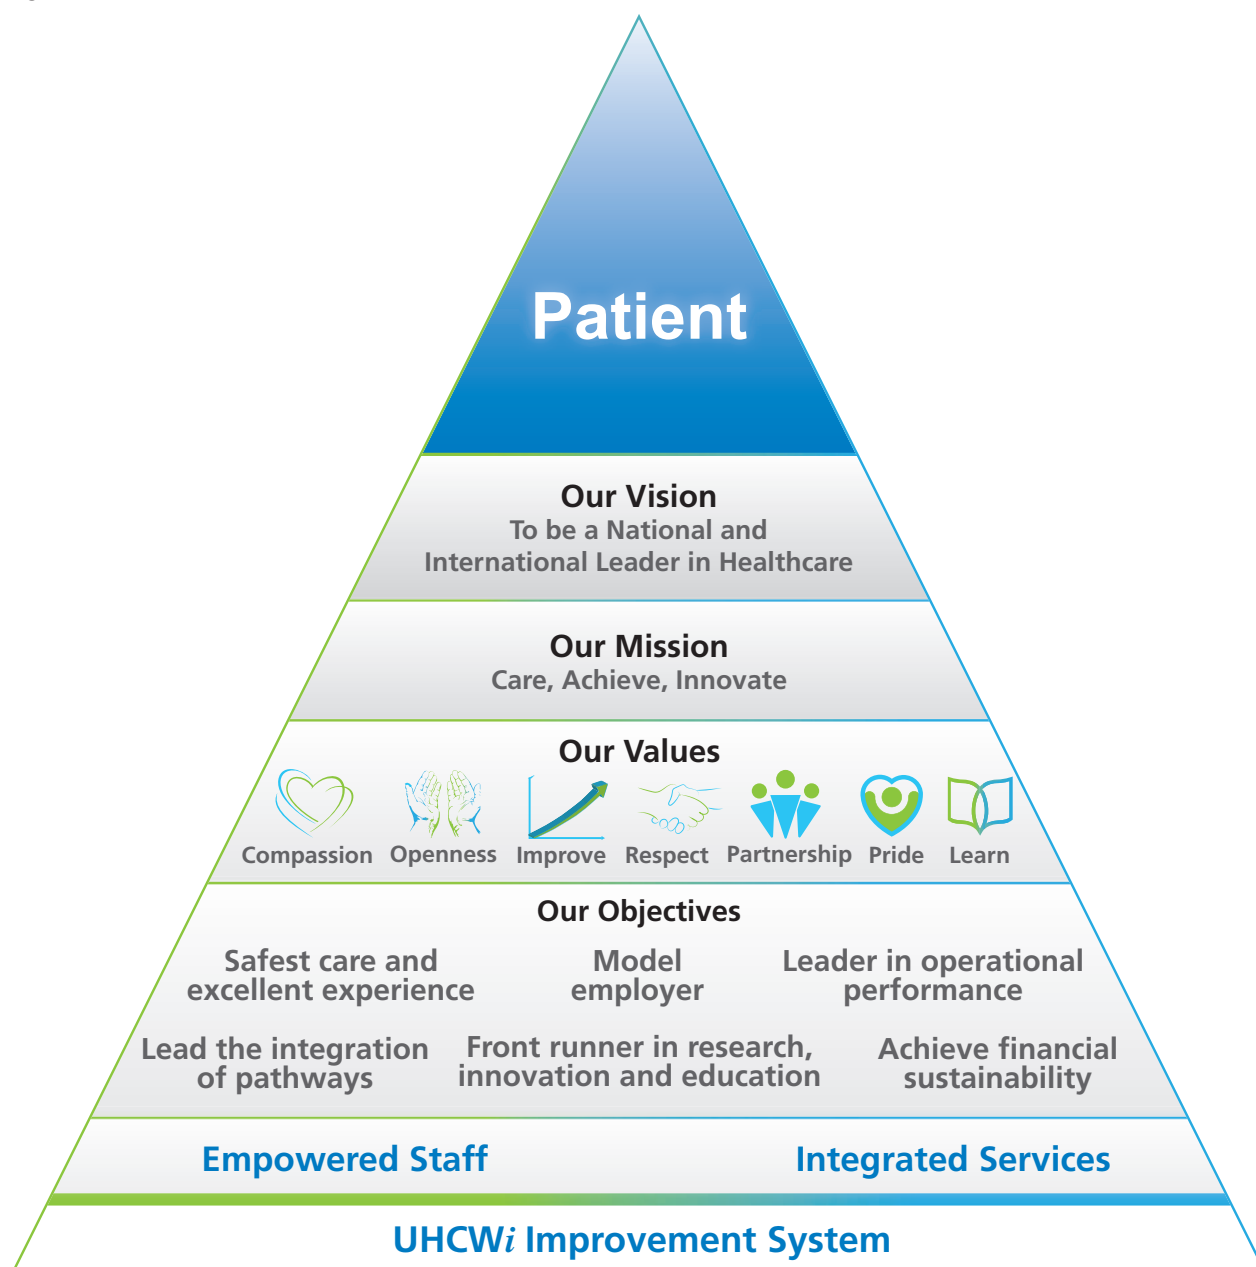 Patient
Our Vision
To be a National and
International Leader in Healthcare
Our Mission
Care, Achieve, Innovate
Our Values
Compassion Openness Improve Respect Partnership Pride Learn
Our Objectives
Safest care and
excellent experience
Model
employer
Leader in operational
performance
Lead the integration
of pathways
Front runner in research,
innovation and education
Achieve financial
sustainability
Empowered Staff
Integrated Services
UHCWi Improvement System